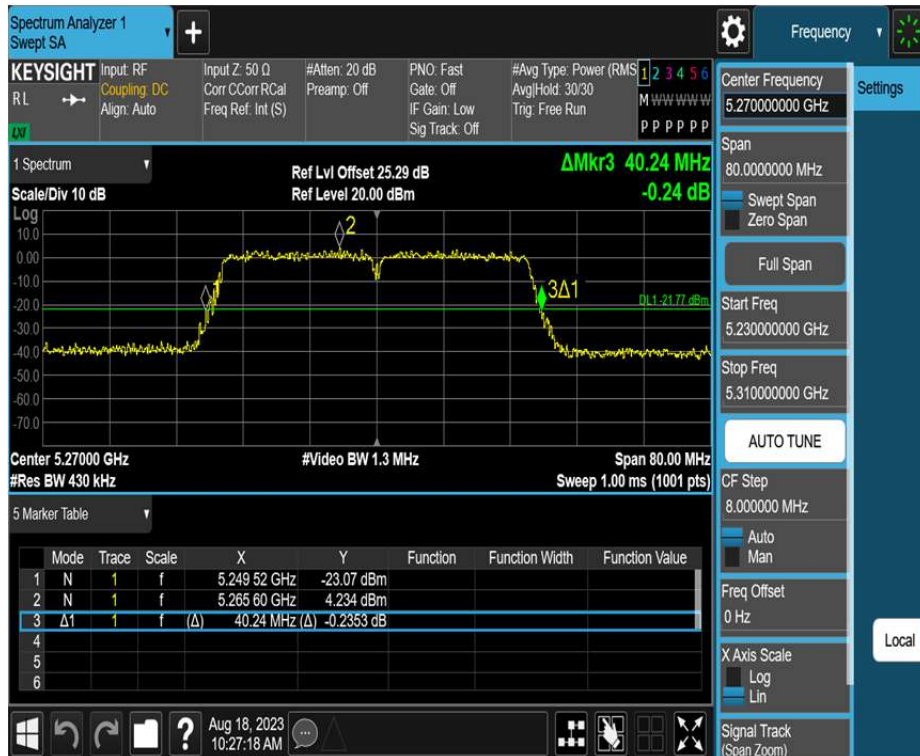 Spectrum Analyzer 1
Swept SA
+
Frequency
KEYSIGHT
RL
LXI
Input: RF
Coupling: DC
Align: Auto
Input Z: 50 Ω
Corr CCorr RCal
Freq Ref: Int (S)
#Atten: 20 dB
Preamp: Off
PNO: Fast
Gate: Off
IF Gain: Low
Sig Track: Off
#Avg Type: Power (RMS
Avg|Hold: 30/30
Trig: Free Run
1 2 3 4 5 6
M W W W W W
P P P P P P
1 Spectrum
Scale/Div 10 dB
Ref Lvl Offset 25.29 dB
Ref Level 20.00 dBm
ΔMkr3 40.24 MHz
-0.24 dB
Log
10.0
0.00
-10.0
-20.0
-30.0
-40.0
-50.0
-60.0
-70.0
2
3Δ1
DL1 -21.77 dBm
Center 5.27000 GHz
#Video BW 1.3 MHz
Span 80.00 MHz
#Res BW 430 kHz
Sweep 1.00 ms (1001 pts)
5 Marker Table
Mode Trace Scale X Y Function Function Width Function Value
1 N 1 f 5.249 52 GHz -23.07 dBm
2 N 1 f 5.265 60 GHz 4.234 dBm
3 Δ1 1 f (Δ) 40.24 MHz (Δ) -0.2353 dB
4
5
6
Aug 18, 2023
10:27:18 AM
Center Frequency
5.270000000 GHz
Settings
Span
80.0000000 MHz
Swept Span
Zero Span
Full Span
Start Freq
5.230000000 GHz
Stop Freq
5.310000000 GHz
AUTO TUNE
CF Step
8.000000 MHz
Auto
Man
Freq Offset
0 Hz
X Axis Scale
Log
Lin
Local
Signal Track
(Span Zoom)